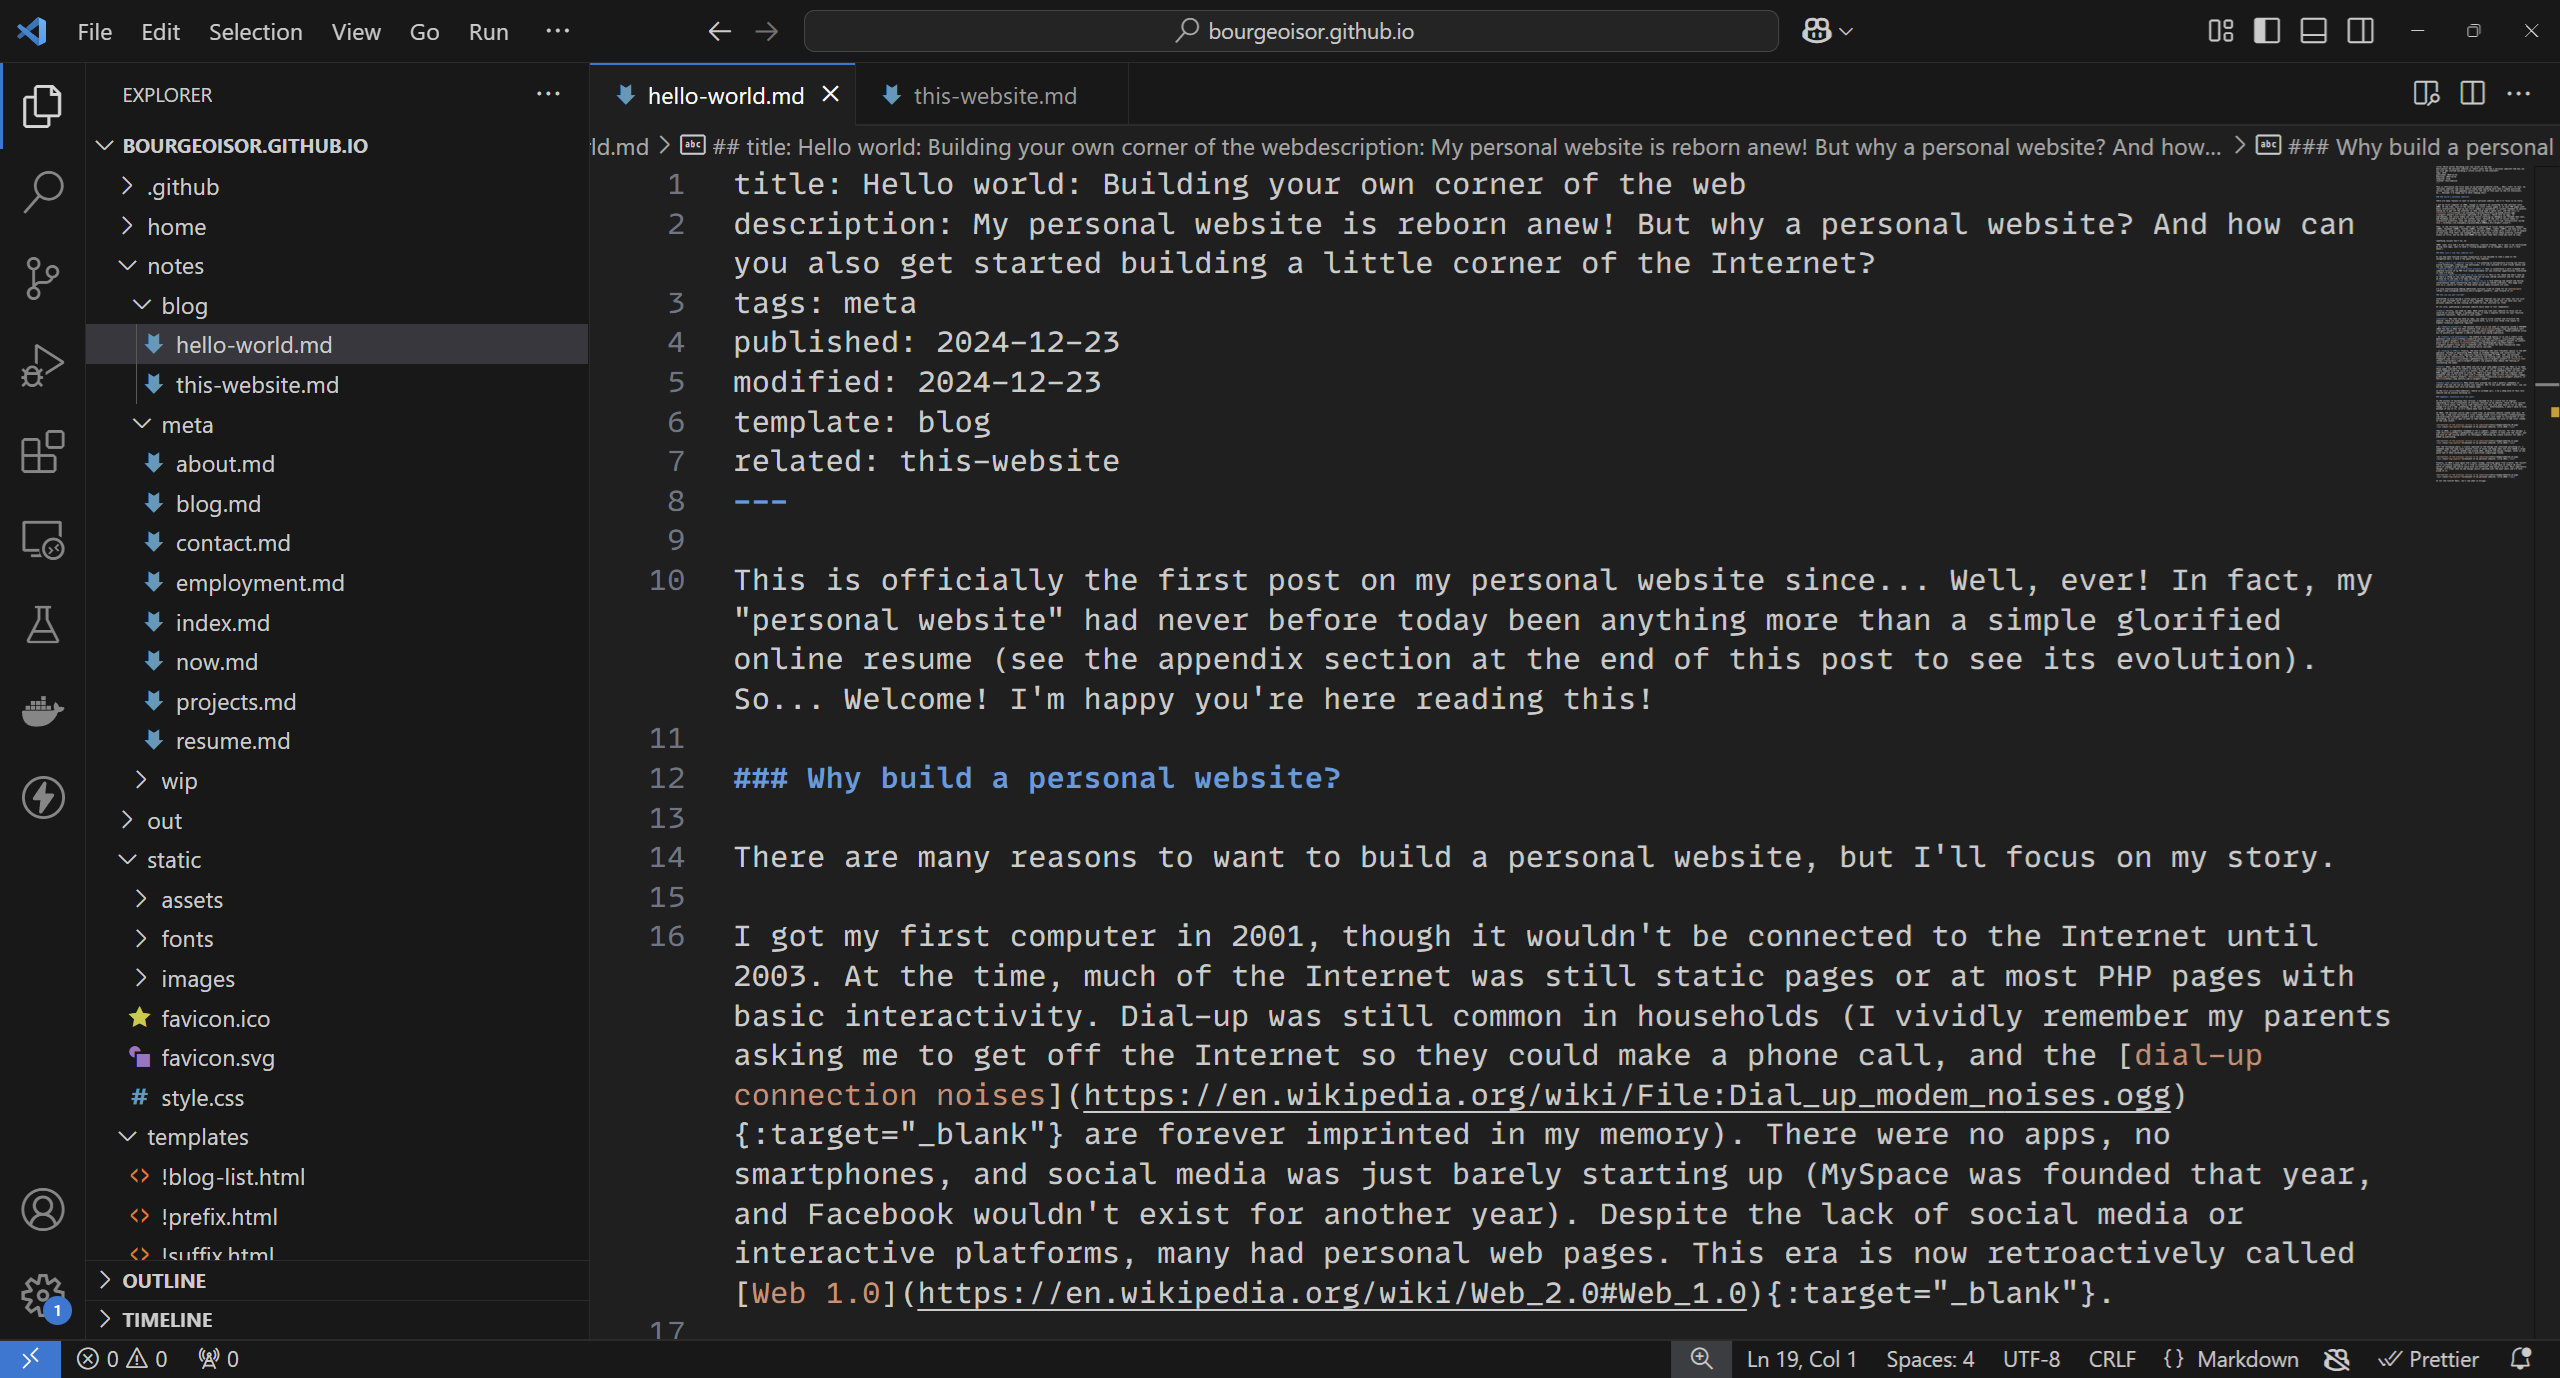 File Edit Selection View Go Run ...
bourgeoisor.github.io
EXPLORER
BOURGEOISOR.GITHUB.IO
.github
home
notes
blog
hello-world.md
this-website.md
meta
about.md
blog.md
contact.md
employment.md
index.md
now.md
projects.md
resume.md
wip
out
static
assets
fonts
images
favicon.ico
favicon.svg
# style.css
templates
<> !blog-list.html
<> !prefix.html
<> !suffix.html
OUTLINE
TIMELINE
1
hello-world.md
this-website.md
ld.md > abc ## title: Hello world: Building your own corner of the webdescription: My personal website is reborn anew! But why a personal website? And how... > abc ### Why build a personal
1 title: Hello world: Building your own corner of the web
2 description: My personal website is reborn anew! But why a personal website? And how can
you also get started building a little corner of the Internet?
3 tags: meta
4 published: 2024-12-23
5 modified: 2024-12-23
6 template: blog
7 related: this-website
8 ---
9
10 This is officially the first post on my personal website since... Well, ever! In fact, my
"personal website" had never before today been anything more than a simple glorified
online resume (see the appendix section at the end of this post to see its evolution).
So... Welcome! I'm happy you're here reading this!
11
12 ### Why build a personal website?
13
14 There are many reasons to want to build a personal website, but I'll focus on my story.
15
16 I got my first computer in 2001, though it wouldn't be connected to the Internet until
2003. At the time, much of the Internet was still static pages or at most PHP pages with
basic interactivity. Dial-up was still common in households (I vividly remember my parents
asking me to get off the Internet so they could make a phone call, and the [dial-up
connection noises](https://en.wikipedia.org/wiki/File:Dial_up_modem_noises.ogg)
{:target="_blank"} are forever imprinted in my memory). There were no apps, no
smartphones, and social media was just barely starting up (MySpace was founded that year,
and Facebook wouldn't exist for another year). Despite the lack of social media or
interactive platforms, many had personal web pages. This era is now retroactively called
[Web 1.0](https://en.wikipedia.org/wiki/Web_2.0#Web_1.0){:target="_blank"}.
17
0 0 0
Ln 19, Col 1 Spaces: 4 UTF-8 CRLF {} Markdown Prettier